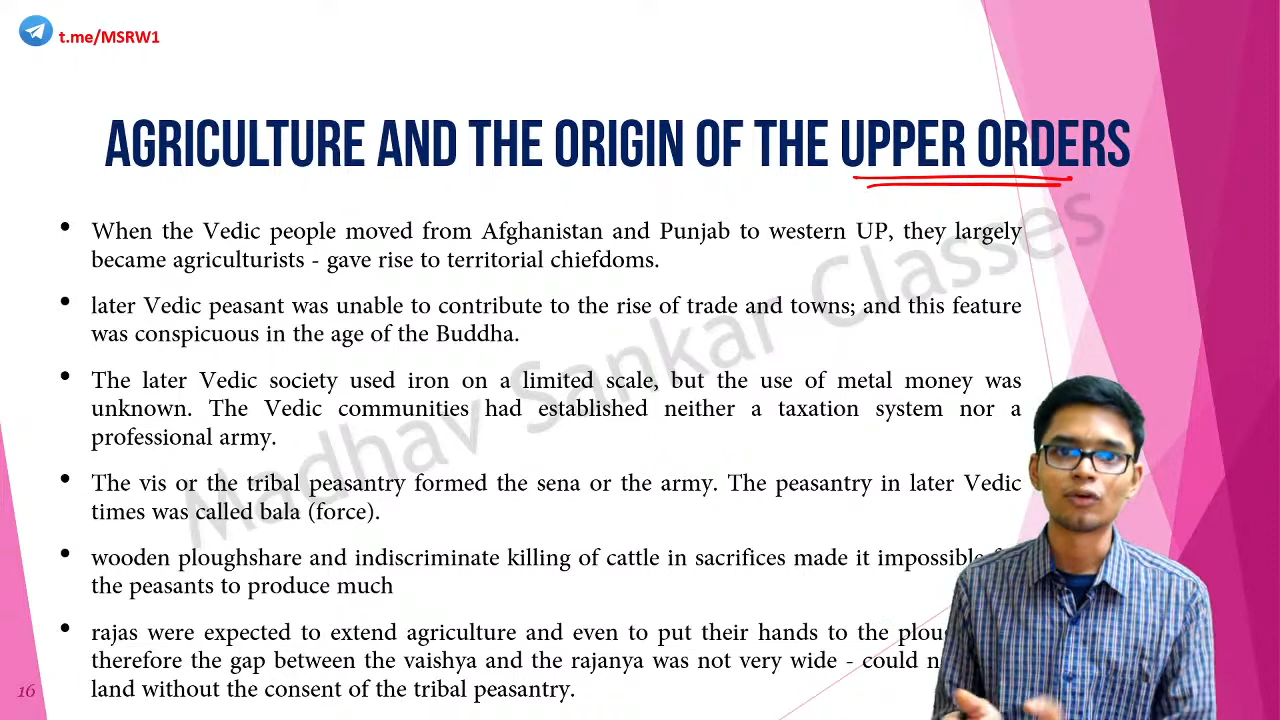 t.me/MSRW1
AGRICULTURE AND THE ORIGIN OF THE UPPER ORDERS
• When the Vedic people moved from Afghanistan and Punjab to western UP, they largely
became agriculturists - gave rise to territorial chiefdoms.
• later Vedic peasant was unable to contribute to the rise of trade and towns; and this feature
was conspicuous in the age of the Buddha.
• The later Vedic society used iron on a limited scale, but the use of metal money was
unknown. The Vedic communities had established neither a taxation system nor a
professional army.
• The vis or the tribal peasantry formed the sena or the army. The peasantry in later Vedic
times was called bala (force).
• wooden ploughshare and indiscriminate killing of cattle in sacrifices made it impossible
the peasants to produce much
• rajas were expected to extend agriculture and even to put their hands to the
therefore the gap between the vaishya and the rajanya was not very wide - could
land without the consent of the tribal peasantry.
Madhav Sankar Classes
16